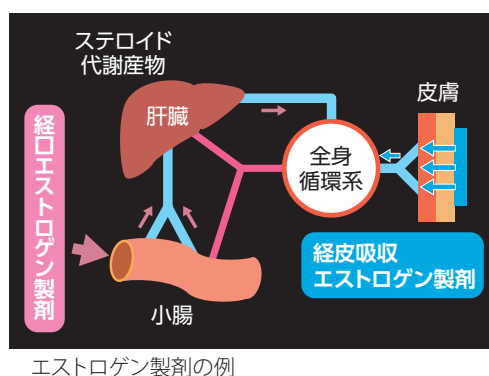 ステロイド
代謝産物
肝臓
皮膚
全身
循環系
経口エストロゲン製剤
経皮吸収
エストロゲン製剤
小腸
エストロゲン製剤の例